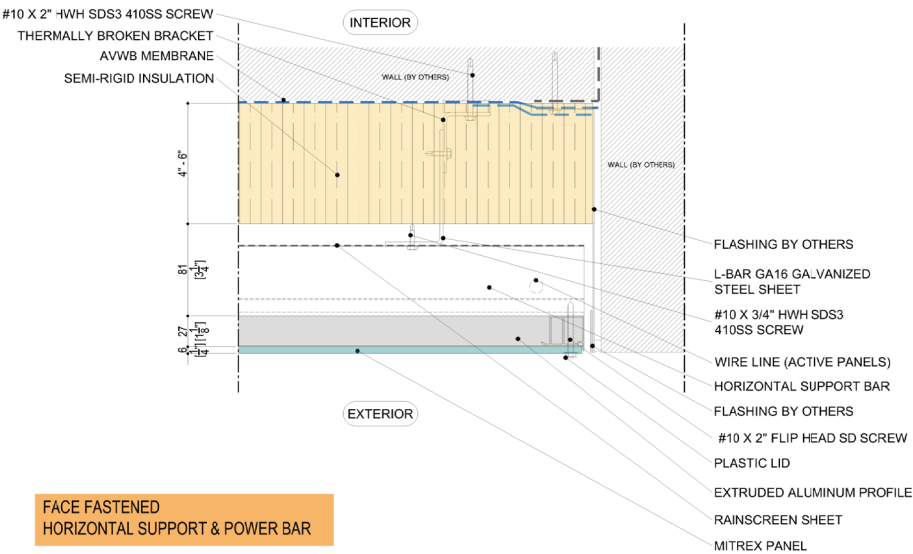 #10 X 2" HWH SDS3 410SS SCREW
THERMALLY BROKEN BRACKET
AVWB MEMBRANE
SEMI-RIGID INSULATION
INTERIOR
WALL (BY OTHERS)
WALL (BY OTHERS)
4" - 6"
81
[3 1/4"]
27
[1 1/8"]
6
[1/4"]
FLASHING BY OTHERS
L-BAR GA16 GALVANIZED
STEEL SHEET
#10 X 3/4" HWH SDS3
410SS SCREW
WIRE LINE (ACTIVE PANELS)
HORIZONTAL SUPPORT BAR
FLASHING BY OTHERS
#10 X 2" FLIP HEAD SD SCREW
PLASTIC LID
EXTRUDED ALUMINUM PROFILE
RAINSCREEN SHEET
MITREX PANEL
EXTERIOR
FACE FASTENED
HORIZONTAL SUPPORT & POWER BAR